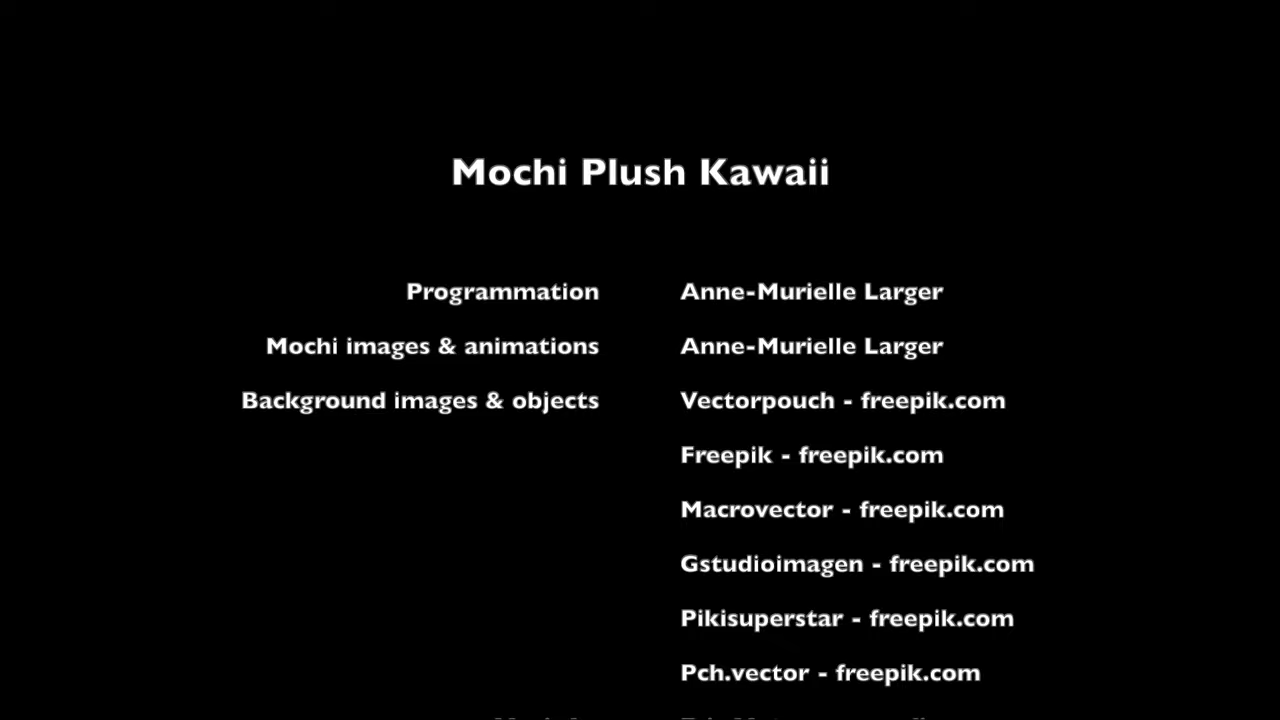 Mochi Plush Kawaii
Programmation Anne-Murielle Larger
Mochi images & animations Anne-Murielle Larger
Background images & objects Vectorpouch - freepik.com
Freepik - freepik.com
Macrovector - freepik.com
Gstudioimagen - freepik.com
Pikisuperstar - freepik.com
Pch.vector - freepik.com